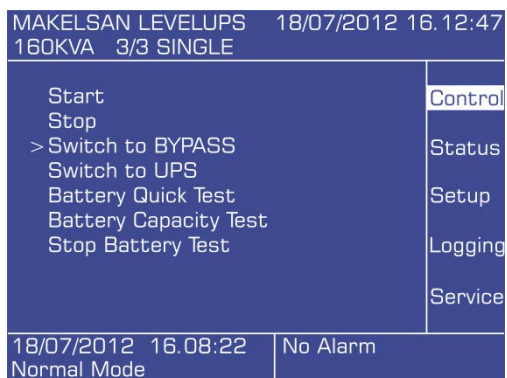 MAKELSAN LEVELUPS 18/07/2012 16.12:47
160KVA 3/3 SINGLE
Start
Stop
> Switch to BYPASS
Switch to UPS
Battery Quick Test
Battery Capacity Test
Stop Battery Test
Control
Status
Setup
Logging
Service
18/07/2012 16.08:22
Normal Mode
No Alarm